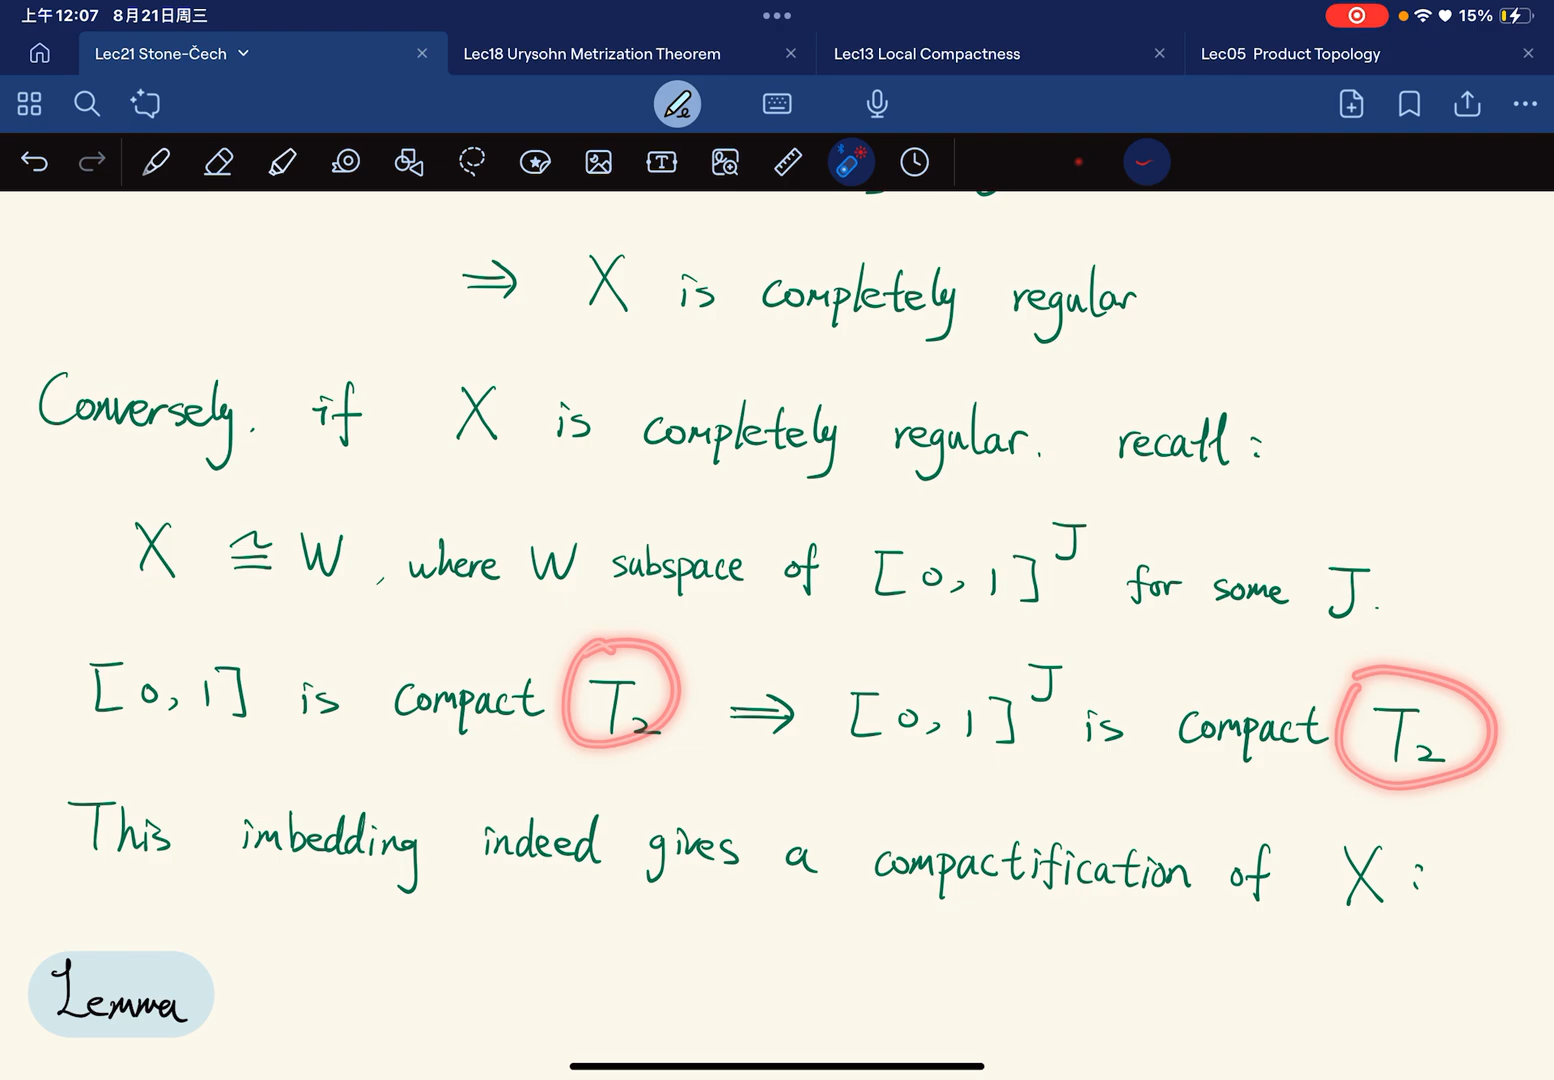 上午12:07 8月21日周三
15%
Lec21 Stone-Čech
Lec18 Urysohn Metrization Theorem
Lec13 Local Compactness
Lec05 Product Topology
⇒ X is completely regular
Conversely. if X is completely regular. recall:
X ≅ W, where W subspace of [0,1]^J for some J.
[0,1] is compact T₂ ⇒ [0,1]^J is compact T₂
This imbedding indeed gives a compactification of X:
Lemma